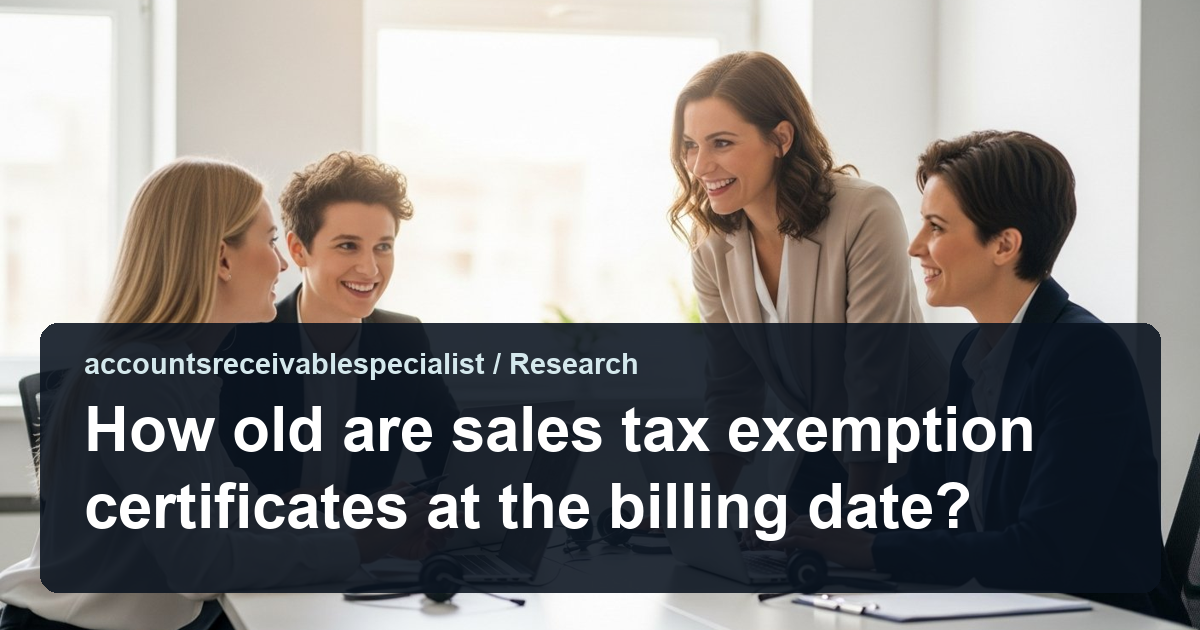 accountsreceivablespecialist / Research
How old are sales tax exemption
certificates at the billing date?